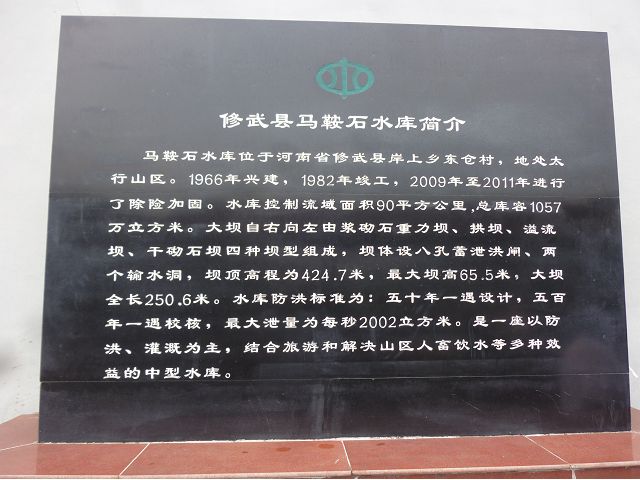 修武县马鞍石水库简介
马鞍石水库位于河南省修武县岸上乡东仓村，地处太
行山区。1966年兴建，1982年竣工，2009年至2011年进行
了除险加固。水库控制流域面积90平方公里,总库容1057
万立方米。大坝自右向左由浆砌石重力坝、拱坝、溢流
坝、干砌石坝四种坝型组成，坝体设八孔蓄泄洪闸、两
个输水洞，坝顶高程为424.7米，最大坝高65.5米，大坝
全长250.6米。水库防洪标准为：五十年一遇设计，五百
年一遇校核，最大泄量为每秒2002立方米。是一座以防
洪、灌溉为主，结合旅游和解决山区人畜饮水等多种效
益的中型水库。